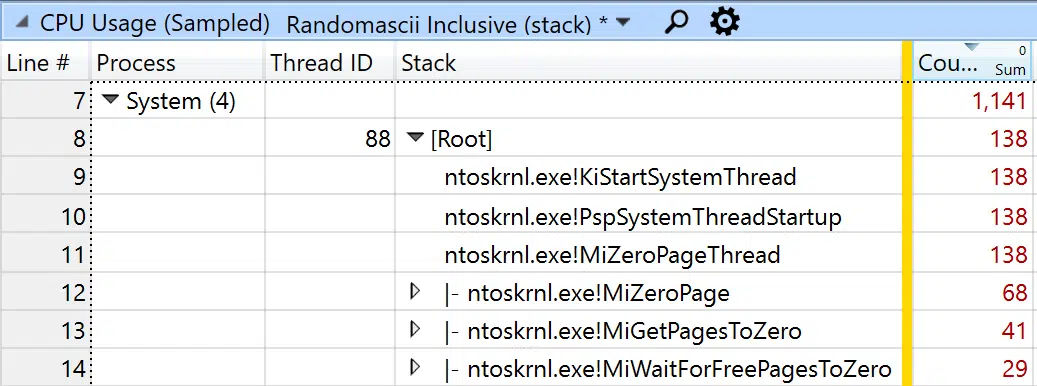 CPU Usage (Sampled) Randomascii Inclusive (stack) *
Line # Process Thread ID Stack Cou... 0 Sum
7 System (4) 1,141
8 88 [Root] 138
9 ntoskrnl.exe!KiStartSystemThread 138
10 ntoskrnl.exe!PspSystemThreadStartup 138
11 ntoskrnl.exe!MiZeroPageThread 138
12 |- ntoskrnl.exe!MiZeroPage 68
13 |- ntoskrnl.exe!MiGetPagesToZero 41
14 |- ntoskrnl.exe!MiWaitForFreePagesToZero 29